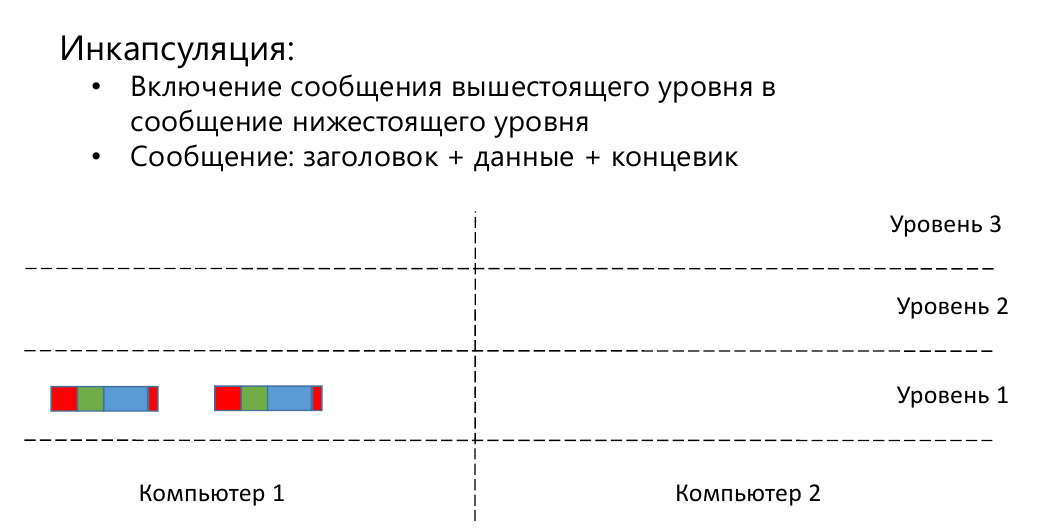 Инкапсуляция:
• Включение сообщения вышестоящего уровня в
сообщение нижестоящего уровня
• Сообщение: заголовок + данные + концевик
Уровень 3
Уровень 2
Уровень 1
Компьютер 1
Компьютер 2